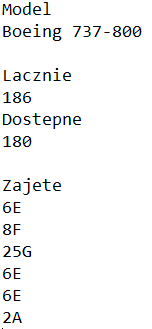 Model
Boeing 737-800
Lacznie
186
Dostepne
180
Zajete
6E
8F
25G
6E
6E
2A